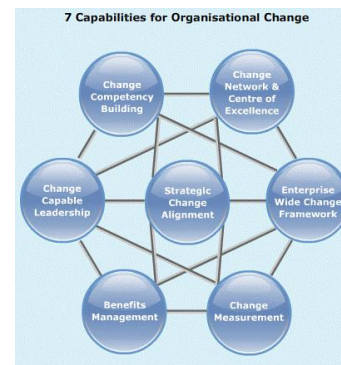 7 Capabilities for Organisational Change
Change
Competency
Building
Change
Network &
Centre of
Excellence
Change
Capable
Leadership
Strategic
Change
Alignment
Enterprise
Wide Change
Framework
Benefits
Management
Change
Measurement